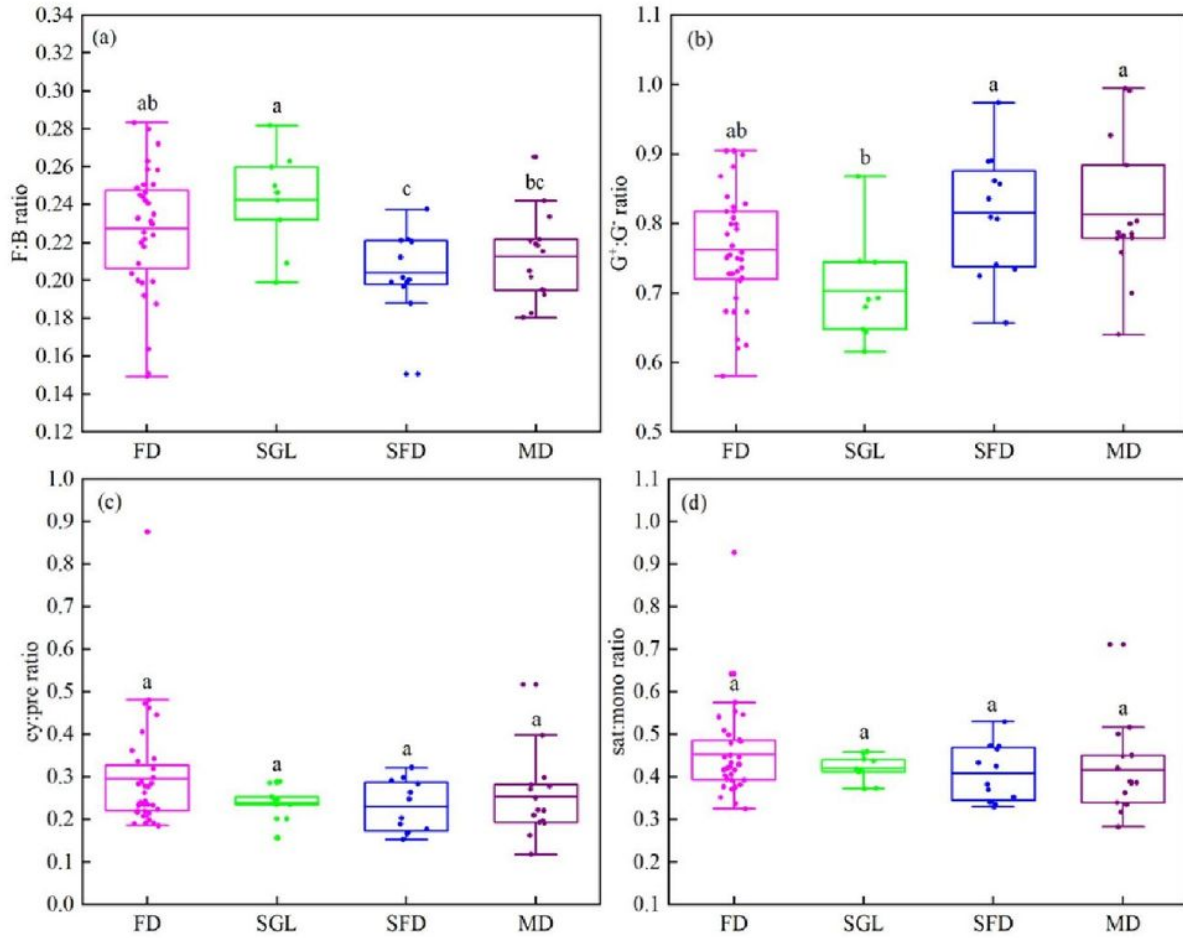 (a)
F:B ratio
0.34
0.32
0.30
0.28
0.26
0.24
0.22
0.20
0.18
0.16
0.14
0.12
ab
a
c
bc
FD SGL SFD MD
(b)
G⁺:G⁻ ratio
1.1
1.0
0.9
0.8
0.7
0.6
0.5
ab
b
a
a
FD SGL SFD MD
(c)
cy:pre ratio
1.0
0.9
0.8
0.7
0.6
0.5
0.4
0.3
0.2
0.1
0.0
a
a
a
a
FD SGL SFD MD
(d)
sat:mono ratio
1.1
1.0
0.9
0.8
0.7
0.6
0.5
0.4
0.3
0.2
0.1
a
a
a
a
FD SGL SFD MD